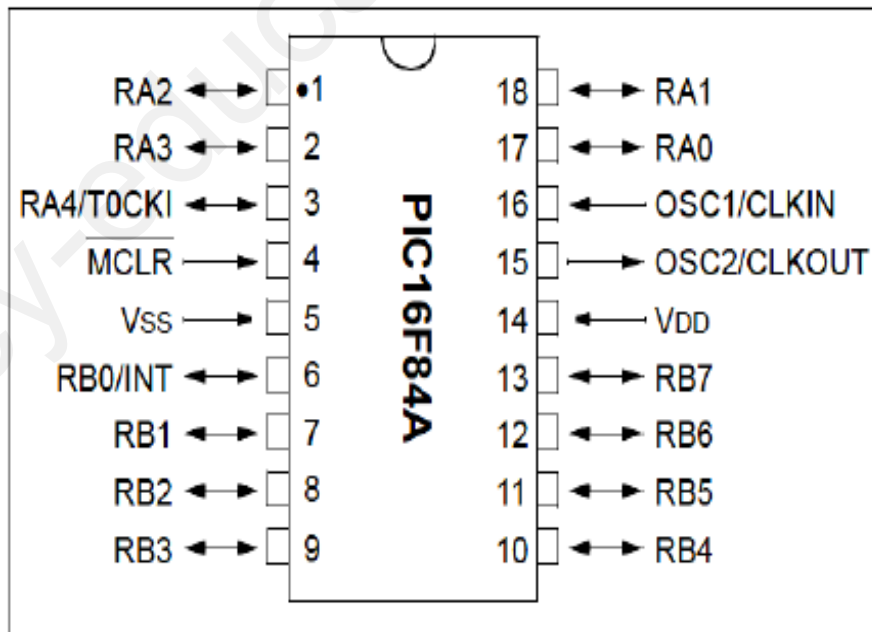 RA2 •1 18 RA1
RA3 2 17 RA0
RA4/T0CKI 3 16 OSC1/CLKIN
MCLR 4 15 OSC2/CLKOUT
VSS 5 14 VDD
RB0/INT 6 13 RB7
RB1 7 12 RB6
RB2 8 11 RB5
RB3 9 10 RB4
PIC16F84A